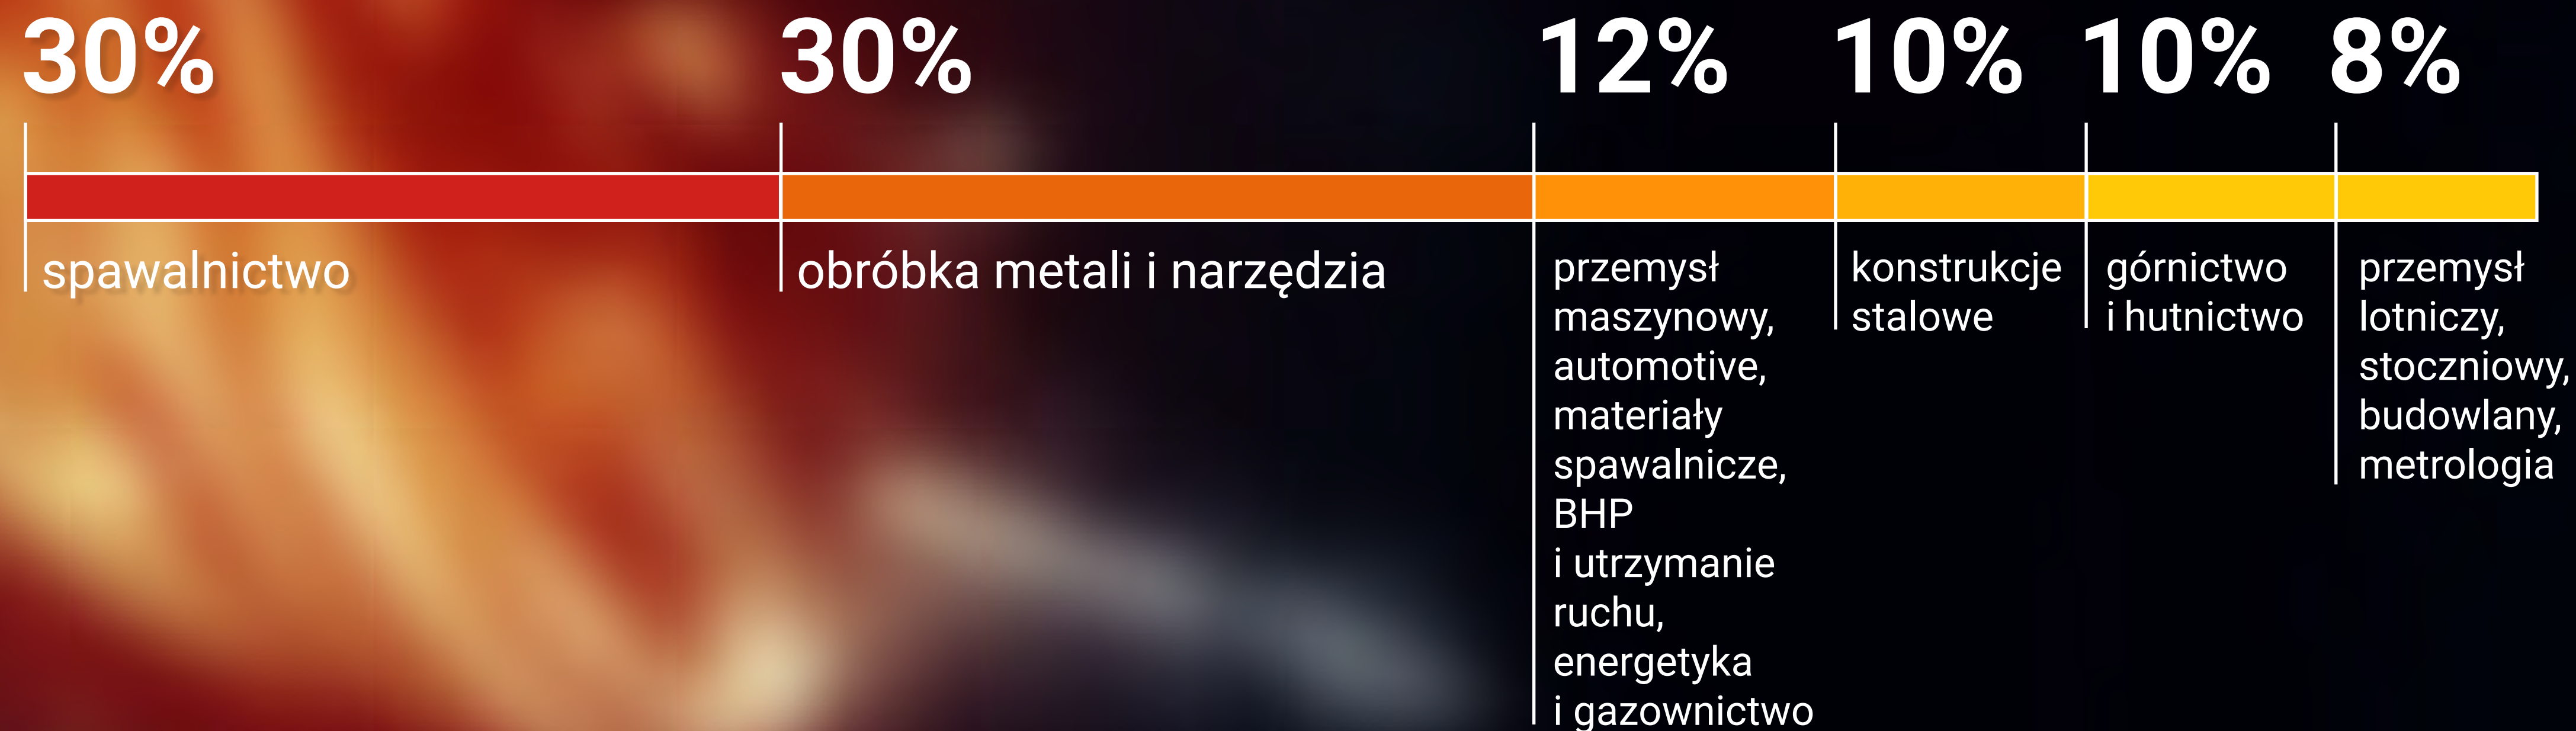 30%
spawalnictwo
30%
obróbka metali i narzędzia
12%
przemysł
maszynowy,
automotive,
materiały
spawalnicze,
BHP
i utrzymanie
ruchu,
energetyka
i gazownictwo
10%
konstrukcje
stalowe
10%
górnictwo
i hutnictwo
8%
przemysł
lotniczy,
stoczniowy,
budowlany,
metrologia